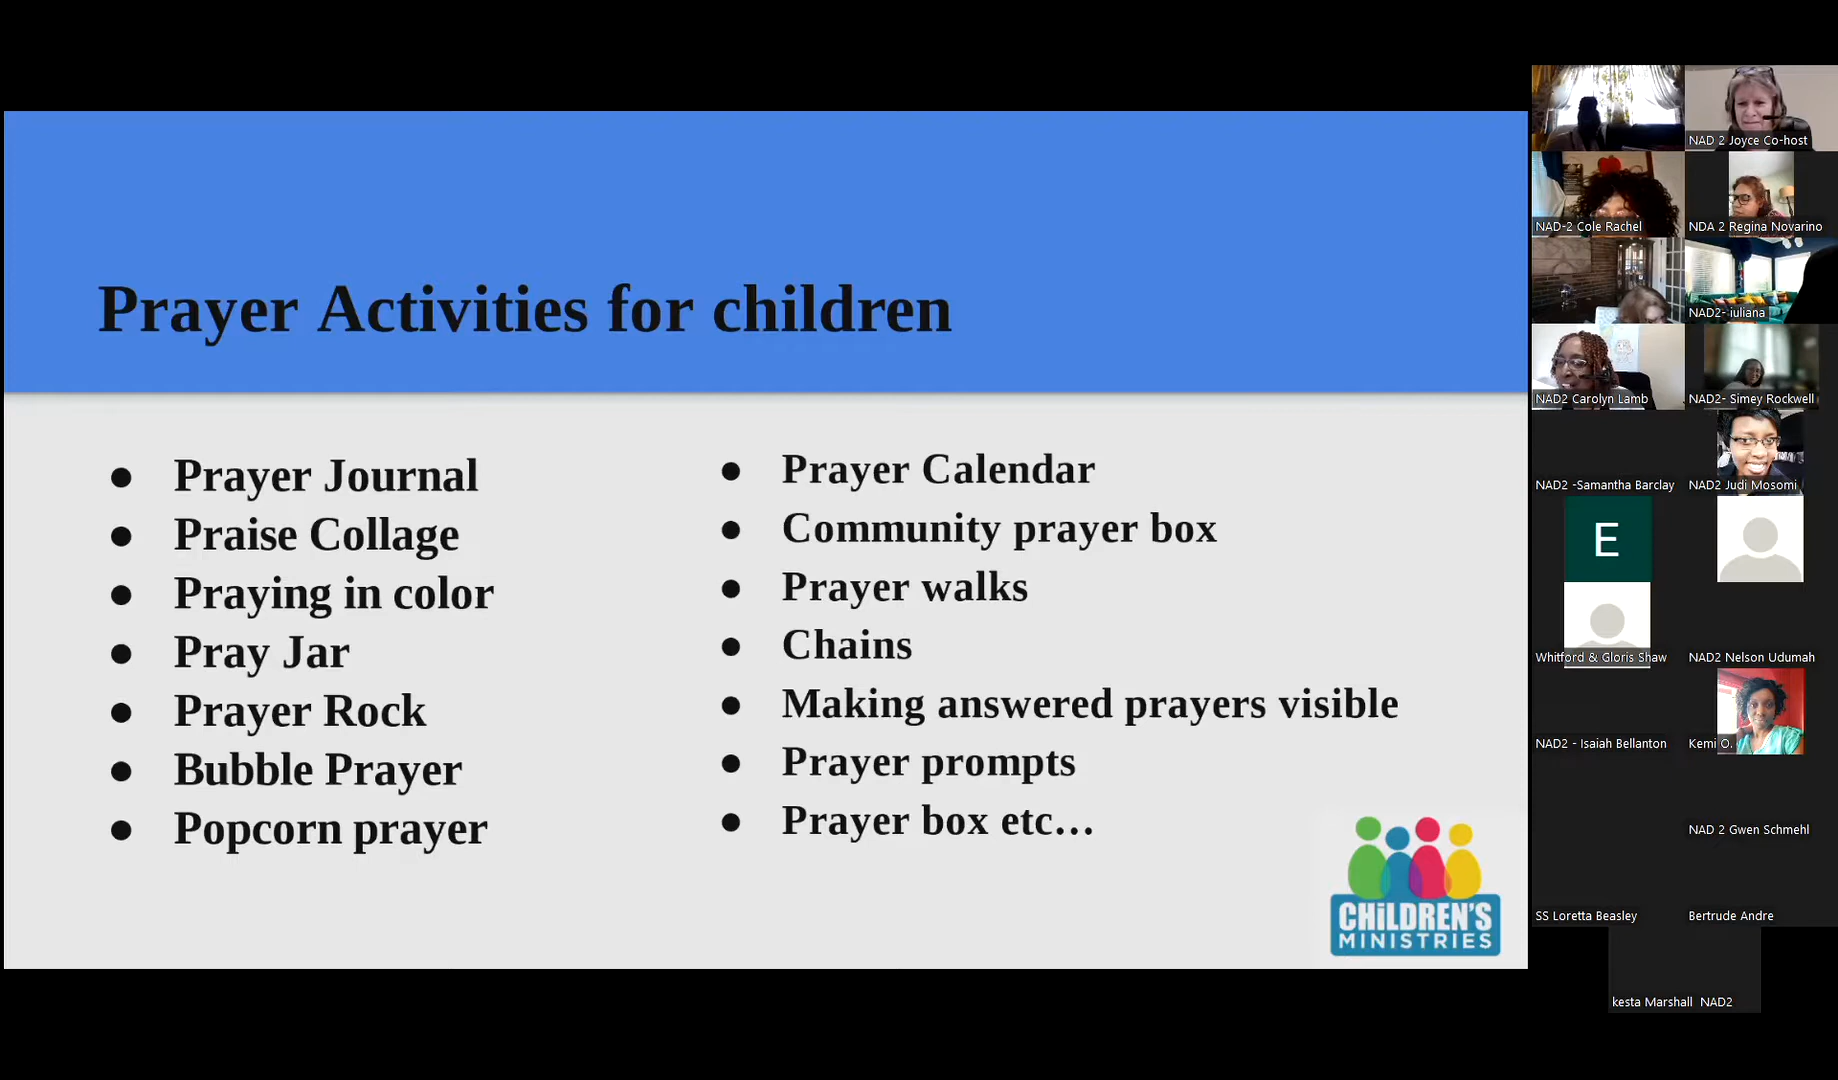 Prayer Activities for children
Prayer Journal
Praise Collage
Praying in color
Pray Jar
Prayer Rock
Bubble Prayer
Popcorn prayer
Prayer Calendar
Community prayer box
Prayer walks
Chains
Making answered prayers visible
Prayer prompts
Prayer box etc...
CHiLDREN'S
MINISTRIES
NAD 2 Joyce Co-host
NAD-2 Cole Rachel
NDA 2 Regina Novarino
NAD2- iuliana
NAD2 Carolyn Lamb
NAD2- Simey Rockwell
NAD2 -Samantha Barclay
NAD2 Judi Mosomi
E
Whitford & Gloris Shaw
NAD2 Nelson Udumah
NAD2 - Isaiah Bellanton
Kemi O.
NAD 2 Gwen Schmehl
SS Loretta Beasley
Bertrude Andre
kesta Marshall NAD2